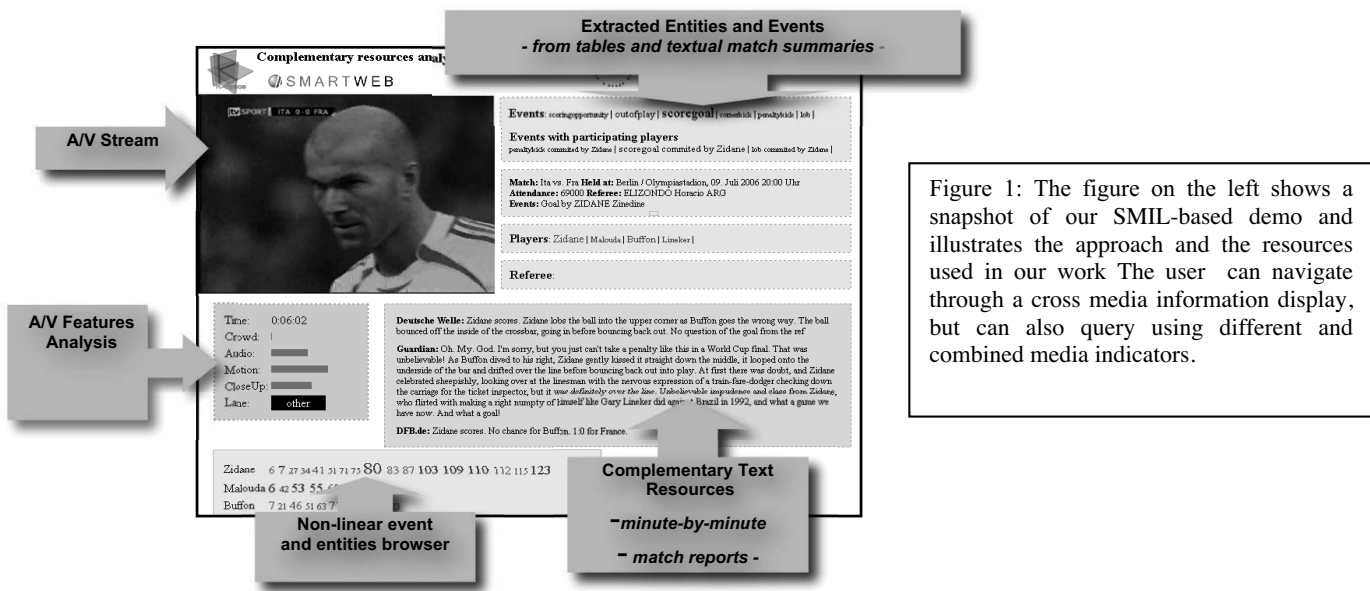 Extracted Entities and Events
- from tables and textual match summaries -
Complementary resources analy
SMARTWEB
A/V Stream
itv SPORT ITA 0-0 FRA
Events: scoringopportunity | outofplay | scoregoal | cornerkick | penaltykick | lob |
Events with participating players
penaltykick commited by Zidane | scoregoal commited by Zidane | lob commited by Zidane |
Match: Ita vs. Fra Held at: Berlin / Olympiastadion, 09. Juli 2006 20:00 Uhr
Attendance: 69000 Referee: ELIZONDO Horacio ARG
Events: Goal by ZIDANE Zinedine
Players: Zidane | Malouda | Buffon | Lineker |
Referee:
A/V Features
Analysis
Time: 0:06:02
Crowd:
Audio:
Motion:
CloseUp:
Lane: other
Deutsche Welle: Zidane scores. Zidane lobs the ball into the upper corner as Buffon goes the wrong way. The ball
bounced off the inside of the crossbar, going in before bouncing back out. No question of the goal from the ref
Guardian: Oh. My. God. I'm sorry, but you just can't take a penalty like this in a World Cup final. That was
unbelievable! As Buffon dived to his right, Zidane gently kissed it straight down the middle, it looped onto the
underside of the bar and drifted over the line before bouncing back out into play. At first there was doubt, and Zidane
celebrated sheepishly, looking over at the linesman with the nervous expression of a train-fare-dodger checking down
the carriage for the ticket inspector, but it was definitely over the line. Unbelievable impudence and class from Zidane,
who flirted with making a right numpty of himself like Gary Lineker did against Brazil in 1992, and what a game we
have now. And what a goal!
DFB.de: Zidane scores. No chance for Buffon. 1:0 for France.
Zidane 6 7 27 34 41 51 71 75 80 83 87 103 109 110 112 115 123
Malouda 6 42 53 55
Buffon 7 21 46 51 63
Non-linear event
and entities browser
Complementary Text
Resources
-minute-by-minute
- match reports -
Figure 1: The figure on the left shows a
snapshot of our SMIL-based demo and
illustrates the approach and the resources
used in our work The user can navigate
through a cross media information display,
but can also query using different and
combined media indicators.